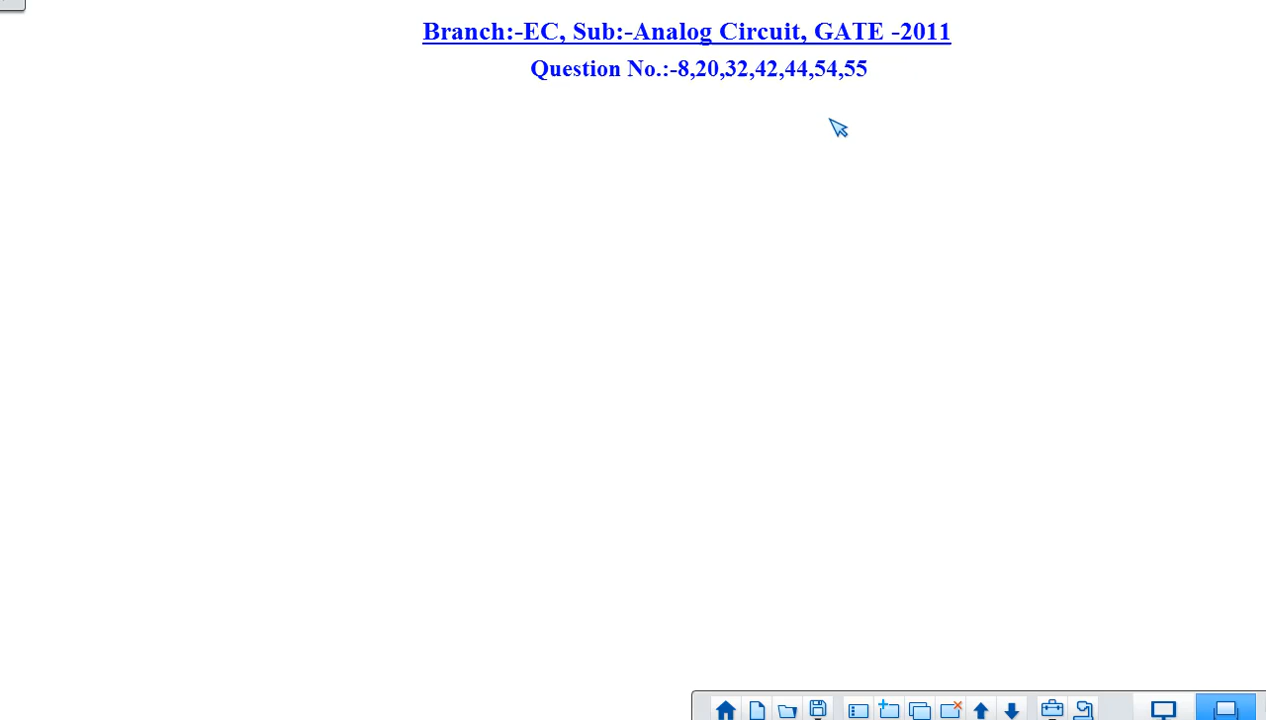 Branch:-EC, Sub:-Analog Circuit, GATE -2011
Question No.:-8,20,32,42,44,54,55